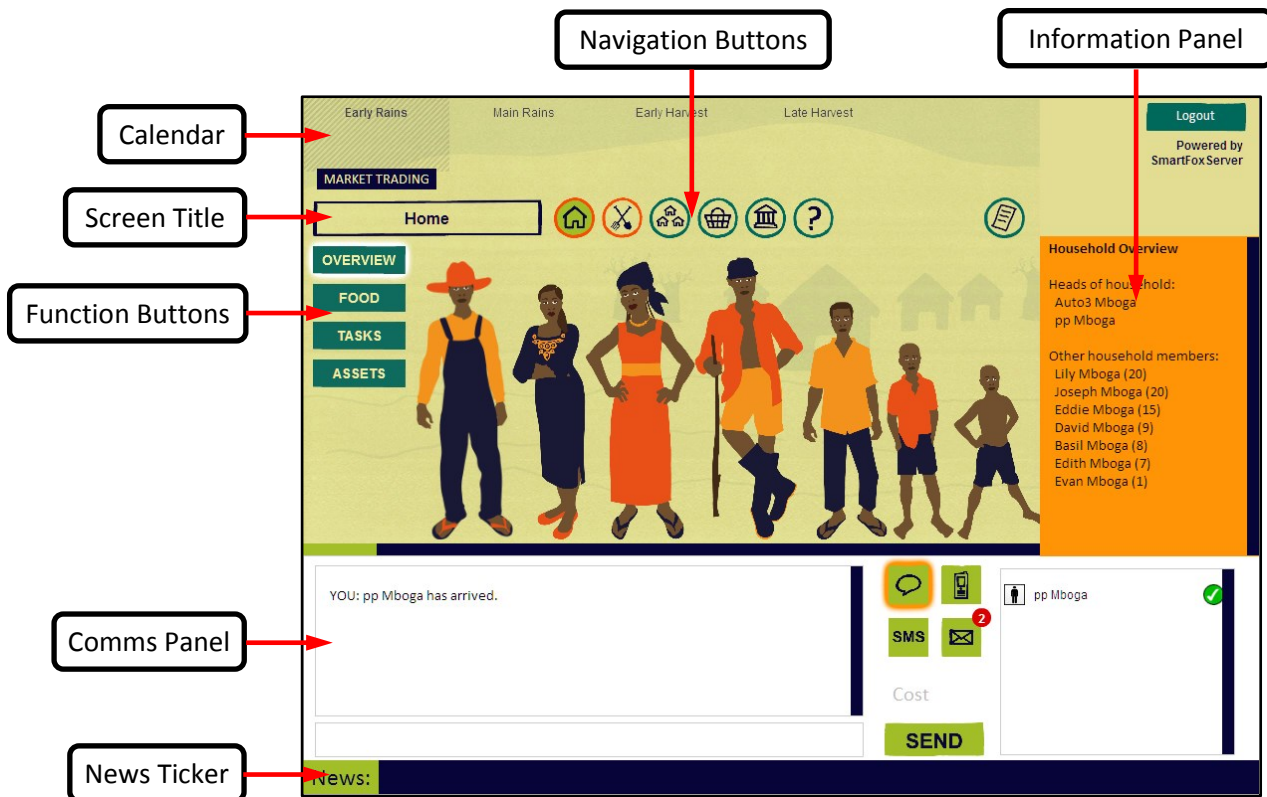 Navigation Buttons
Information Panel
Calendar
Screen Title
Function Buttons
Comms Panel
News Ticker
Early Rains
Main Rains
Early Harvest
Late Harvest
Logout
Powered by
SmartFoxServer
MARKET TRADING
Home
?
OVERVIEW
FOOD
TASKS
ASSETS
Household Overview
Heads of household:
Auto3 Mboga
pp Mboga
Other household members:
Lily Mboga (20)
Joseph Mboga (20)
Eddie Mboga (15)
David Mboga (9)
Basil Mboga (8)
Edith Mboga (7)
Evan Mboga (1)
YOU: pp Mboga has arrived.
SMS
2
Cost
SEND
pp Mboga
News: